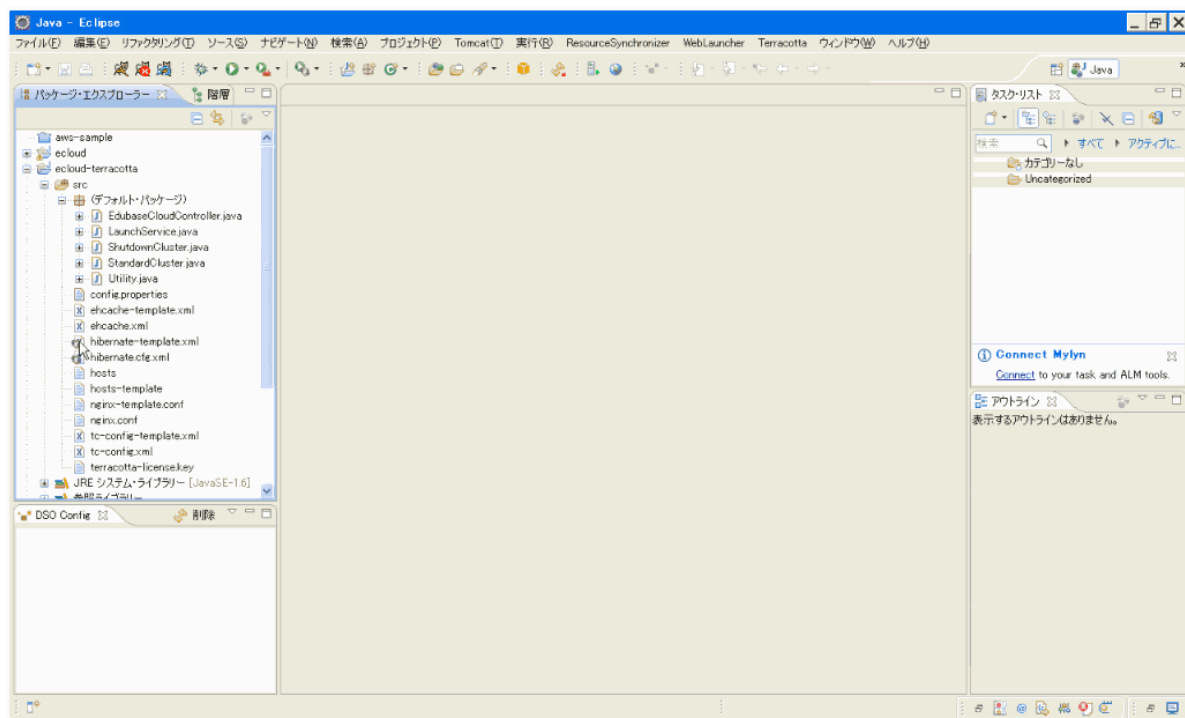 Java - Eclipse
ファイル(F) 編集(E) リファクタリング(T) ソース(S) ナビゲート(N) 検索(A) プロジェクト(P) Tomcat(T) 実行(R) ResourceSynchronizer WebLauncher Terracotta ウィンドウ(W) ヘルプ(H)
Java
パッケージ・エクスプローラー 階層
aws-sample
ecloud
ecloud-terracotta
src
(デフォルト・パッケージ)
EdubaseCloudController.java
LaunchService.java
ShutdownCluster.java
StandardCluster.java
Utility.java
config.properties
ehcache-template.xml
ehcache.xml
hibernate-template.xml
hibernate.cfg.xml
hosts
hosts-template
nginx-template.conf
nginx.conf
tc-config-template.xml
tc-config.xml
terracotta-license.key
JRE システム・ライブラリー [JavaSE-1.6]
参照ライブラリー
DSO Config 削除
タスク・リスト
検索 すべて アクティブに...
カテゴリーなし
Uncategorized
Connect Mylyn
Connect to your task and ALM tools.
アウトライン
表示するアウトラインはありません。